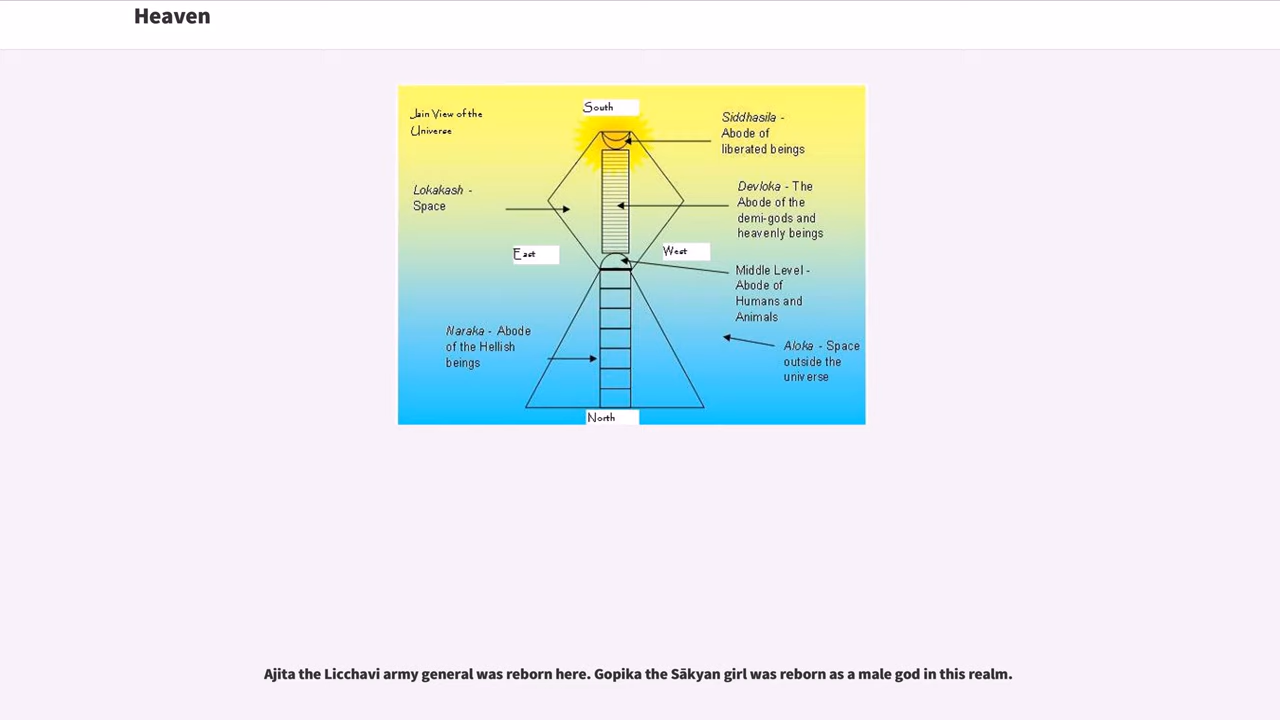 Heaven
Jain View of the
Universe
South
Siddhasila -
Abode of
liberated beings
Lokakash -
Space
Devloka - The
Abode of the
demi-gods and
heavenly beings
East
West
Middle Level -
Abode of
Humans and
Animals
Naraka - Abode
of the Hellish
beings
Aloka - Space
outside the
universe
North
Ajita the Licchavi army general was reborn here. Gopika the Sākyan girl was reborn as a male god in this realm.